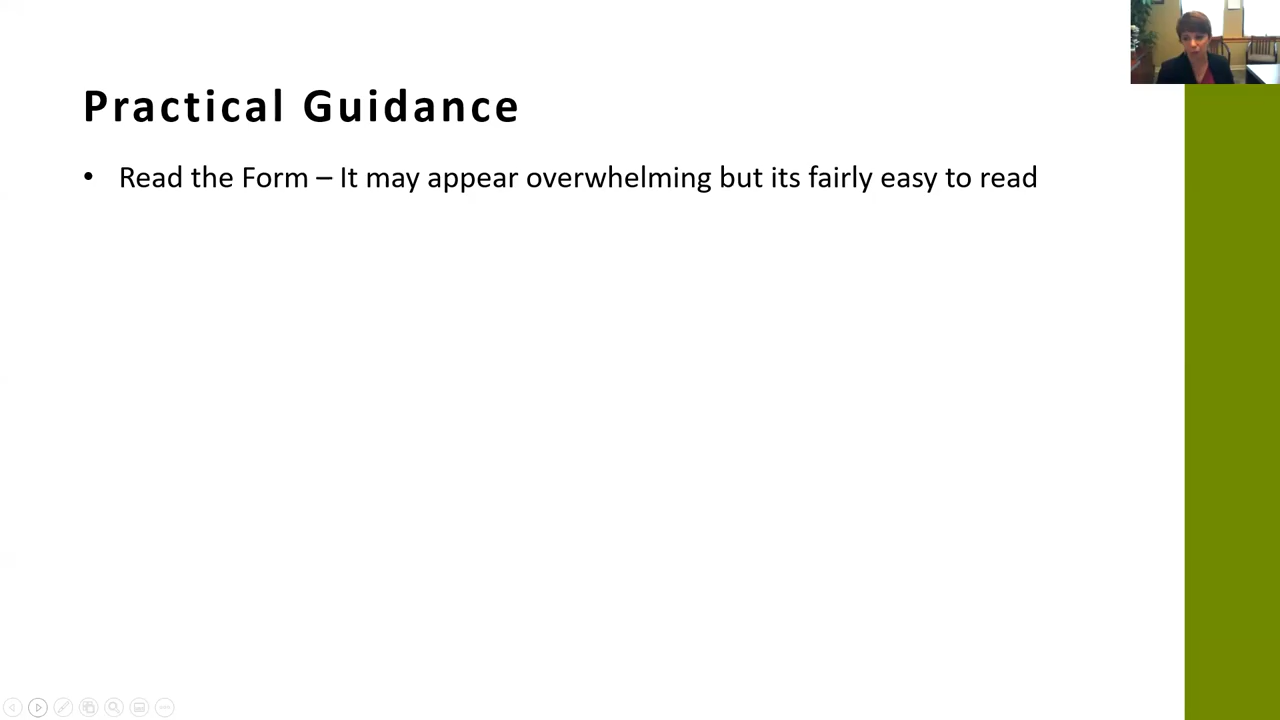 Practical Guidance
• Read the Form – It may appear overwhelming but its fairly easy to read